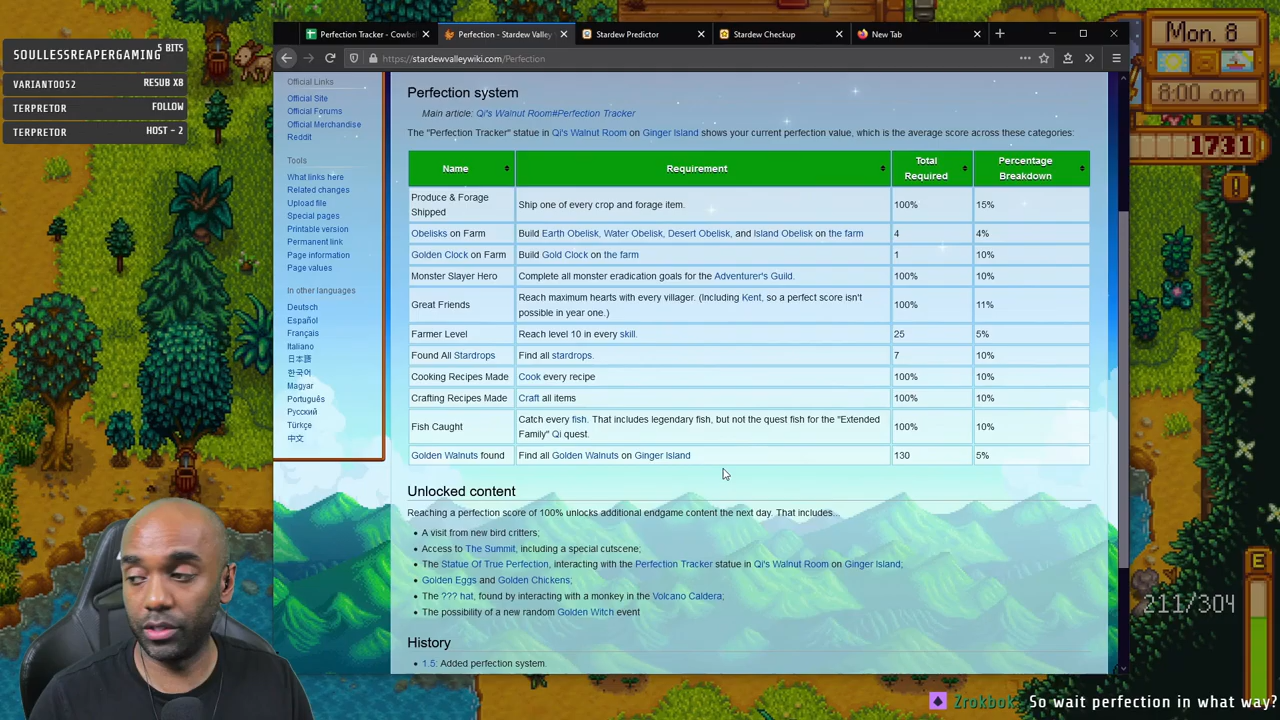 SOULLESSREAPERGAMING 5 BITS
VARIANT0052 RESUB X8
TERPRETOR FOLLOW
TERPRETOR HOST - 2
Perfection Tracker - Cowbel
Perfection - Stardew Valley
Stardew Predictor
Stardew Checkup
New Tab
https://stardewvalleywiki.com/Perfection
Official Links
Official Site
Official Forums
Official Merchandise
Reddit
Tools
What links here
Related changes
Upload file
Special pages
Printable version
Permanent link
Page information
Page values
In other languages
Deutsch
Español
Français
Italiano
日本語
한국어
Magyar
Português
Русский
Türkçe
中文
Perfection system
Main article: Qi's Walnut Room#Perfection Tracker
The "Perfection Tracker" statue in Qi's Walnut Room on Ginger Island shows your current perfection value, which is the average score across these categories:
Name Requirement Total Required Percentage Breakdown
Produce & Forage Shipped Ship one of every crop and forage item. 100% 15%
Obelisks on Farm Build Earth Obelisk, Water Obelisk, Desert Obelisk, and Island Obelisk on the farm 4 4%
Golden Clock on Farm Build Gold Clock on the farm 1 10%
Monster Slayer Hero Complete all monster eradication goals for the Adventurer's Guild. 100% 10%
Great Friends Reach maximum hearts with every villager. (Including Kent, so a perfect score isn't possible in year one.) 100% 11%
Farmer Level Reach level 10 in every skill. 25 5%
Found All Stardrops Find all stardrops. 7 10%
Cooking Recipes Made Cook every recipe 100% 10%
Crafting Recipes Made Craft all items 100% 10%
Fish Caught Catch every fish. That includes legendary fish, but not the quest fish for the "Extended Family" Qi quest. 100% 10%
Golden Walnuts found Find all Golden Walnuts on Ginger Island 130 5%
Unlocked content
Reaching a perfection score of 100% unlocks additional endgame content the next day. That includes...
• A visit from new bird critters;
• Access to The Summit, including a special cutscene;
• The Statue Of True Perfection, interacting with the Perfection Tracker statue in Qi's Walnut Room on Ginger Island;
• Golden Eggs and Golden Chickens;
• The ??? hat, found by interacting with a monkey in the Volcano Caldera;
• The possibility of a new random Golden Witch event
History
• 1.5: Added perfection system.
Mon. 8
8:00 am
1731
E
211/304
Zrokbok: So wait perfection in what way?